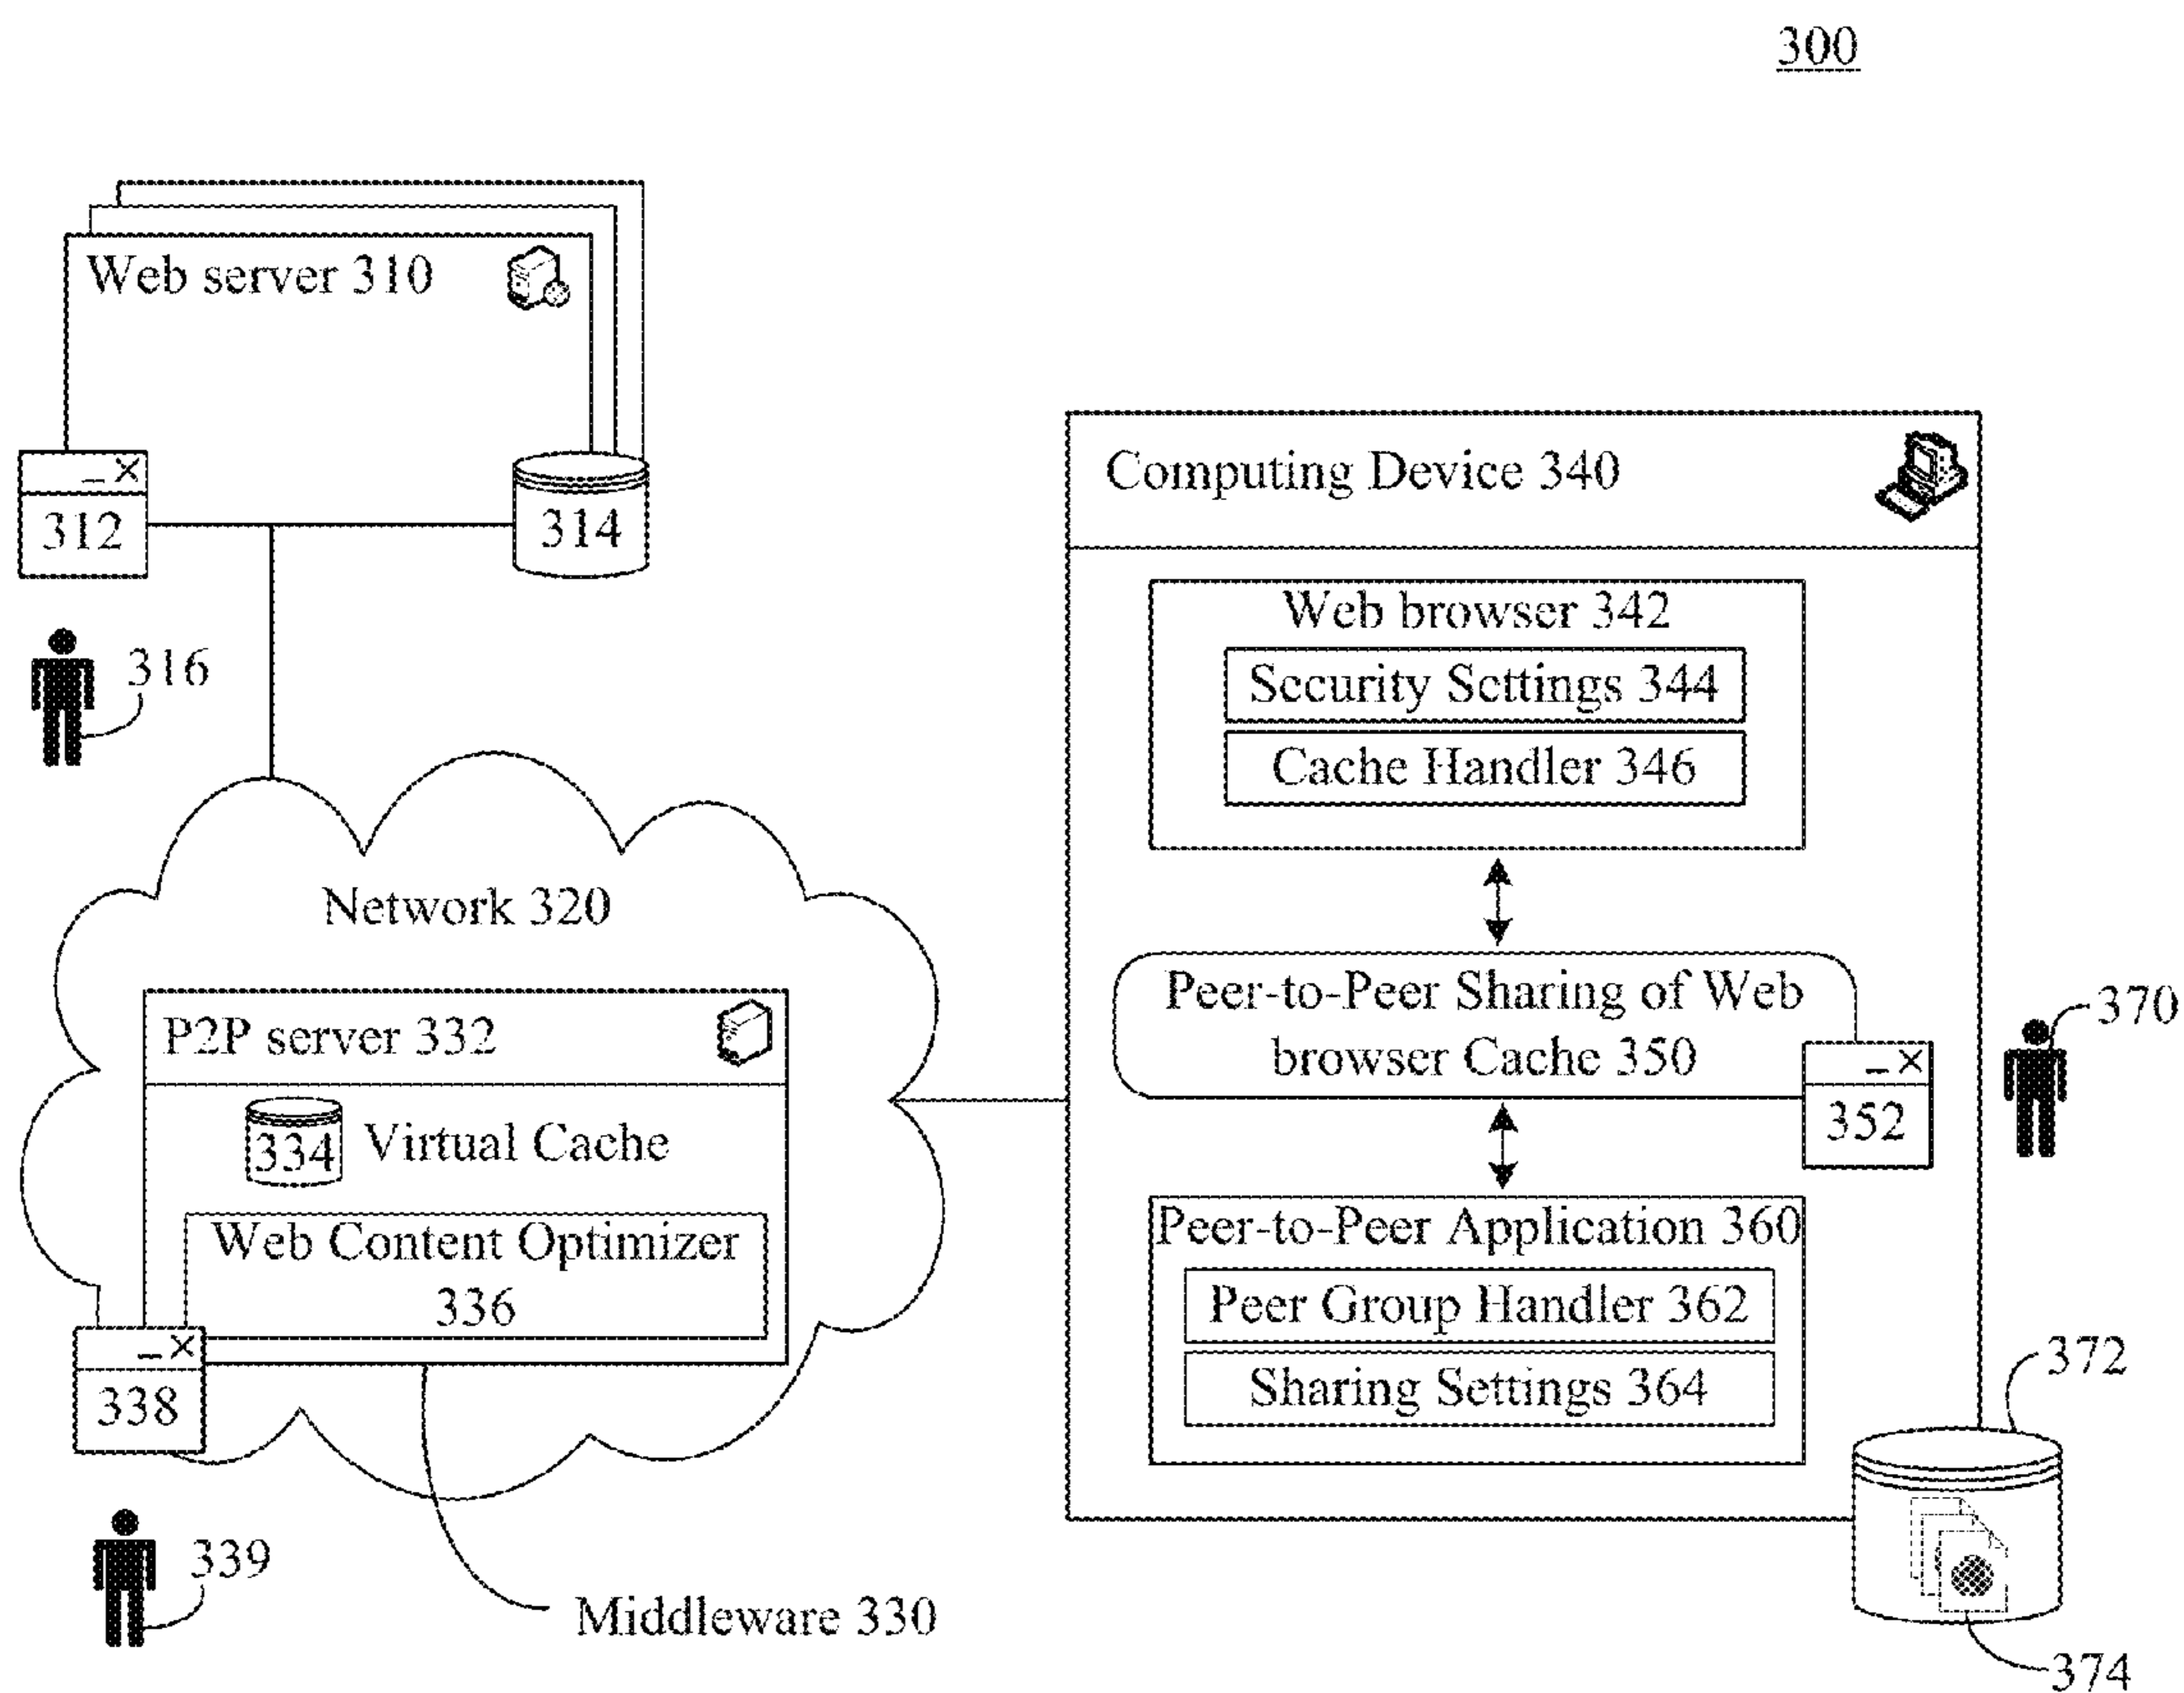 300
Web server 310
312
314
316
Network 320
P2P server 332
334 Virtual Cache
Web Content Optimizer
336
338
339
Middleware 330
Computing Device 340
Web browser 342
Security Settings 344
Cache Handler 346
Peer-to-Peer Sharing of Web
browser Cache 350
352
370
Peer-to-Peer Application 360
Peer Group Handler 362
Sharing Settings 364
372
374